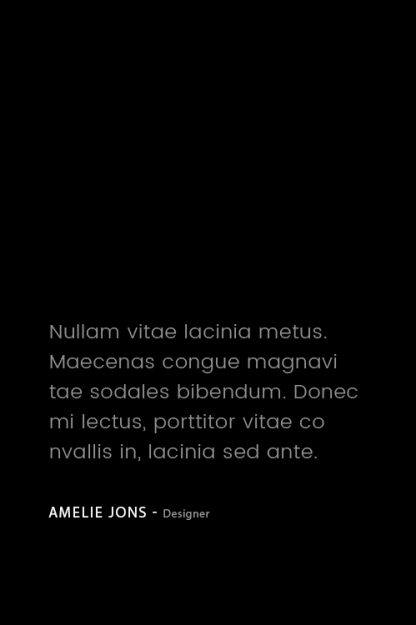 Nullam vitae lacinia metus.
Maecenas congue magnavi
tae sodales bibendum. Donec
mi lectus, porttitor vitae co
nvallis in, lacinia sed ante.
AMELIE JONS - Designer